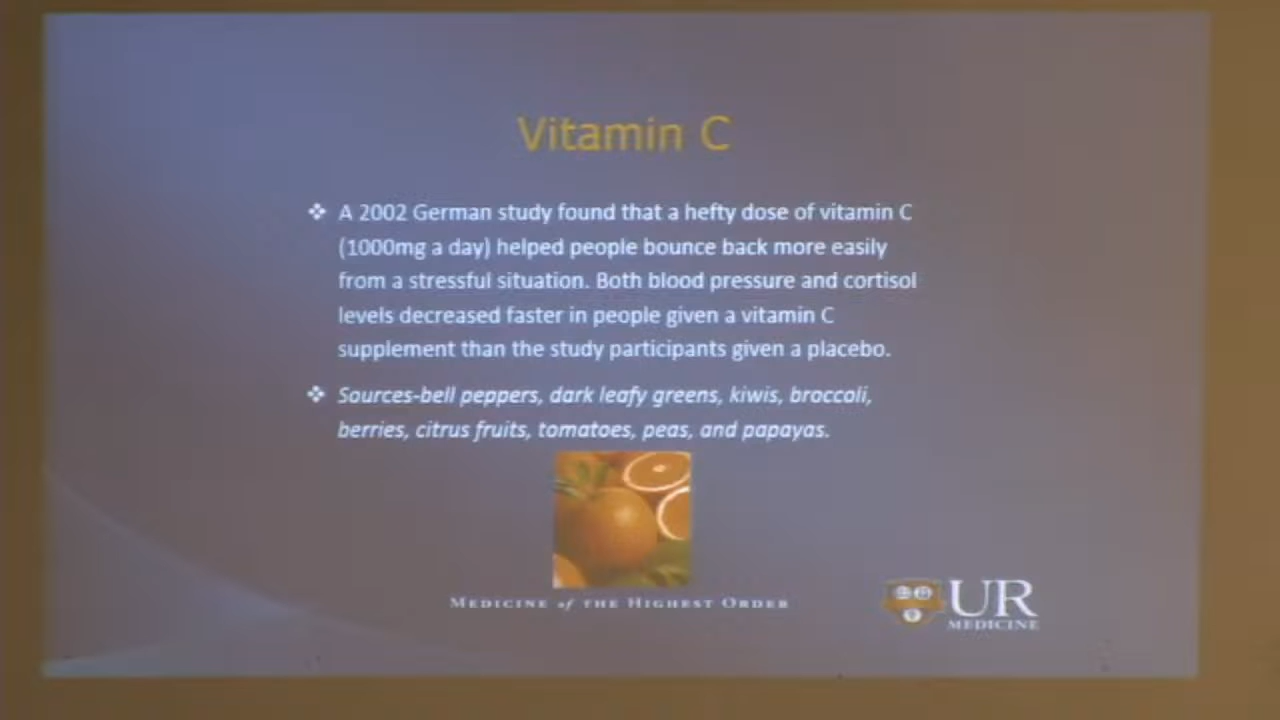 Vitamin C
❖ A 2002 German study found that a hefty dose of vitamin C
(1000mg a day) helped people bounce back more easily
from a stressful situation. Both blood pressure and cortisol
levels decreased faster in people given a vitamin C
supplement than the study participants given a placebo.
❖ Sources-bell peppers, dark leafy greens, kiwis, broccoli,
berries, citrus fruits, tomatoes, peas, and papayas.
MEDICINE of THE HIGHEST ORDER
UR
MEDICINE